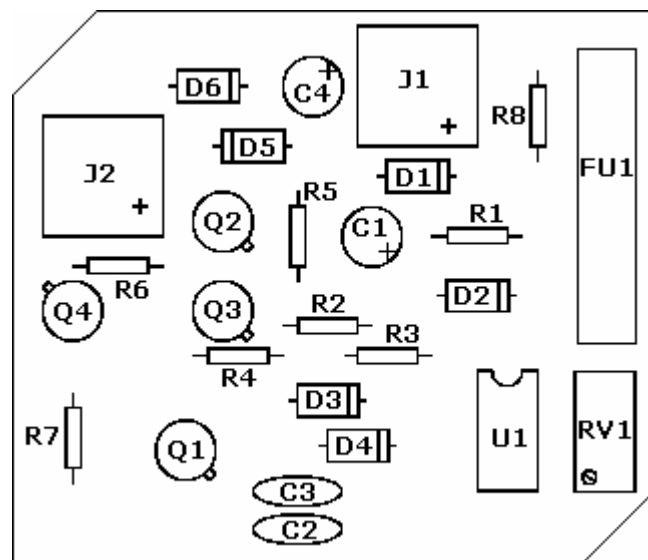 D6
C4
+
J1
+
R8
FU1
D5
J2
+
D1
R5
Q2
C1
+
R1
R6
Q4
Q3
R2
D2
R3
R4
D3
U1
RV1
R7
Q1
D4
C3
C2